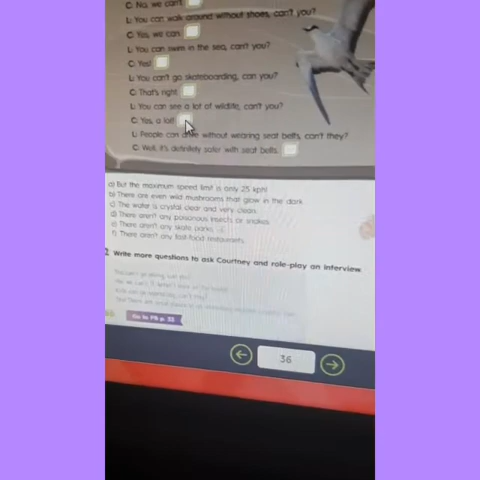 C: No, we can't.
L: You can walk around without shoes, can't you?
C: Yes, we can.
L: You can swim in the sea, can't you?
C: Yes!
L: You can't go skateboarding, can you?
C: That's right.
L: You can see a lot of wildlife, can't you?
C: Yes, a lot!
L: People can drive without wearing seat belts, can't they?
C: Well, it's definitely safer with seat belts.
a) But the maximum speed limit is only 25 kph!
b) There are even wild mushrooms that glow in the dark.
c) The water is crystal clear and very clean.
d) There aren't any poisonous insects or snakes.
e) There aren't any skate parks.
f) There aren't any fast-food restaurants.
2 Write more questions to ask Courtney and role-play an interview.
Go to PB p. 33
36